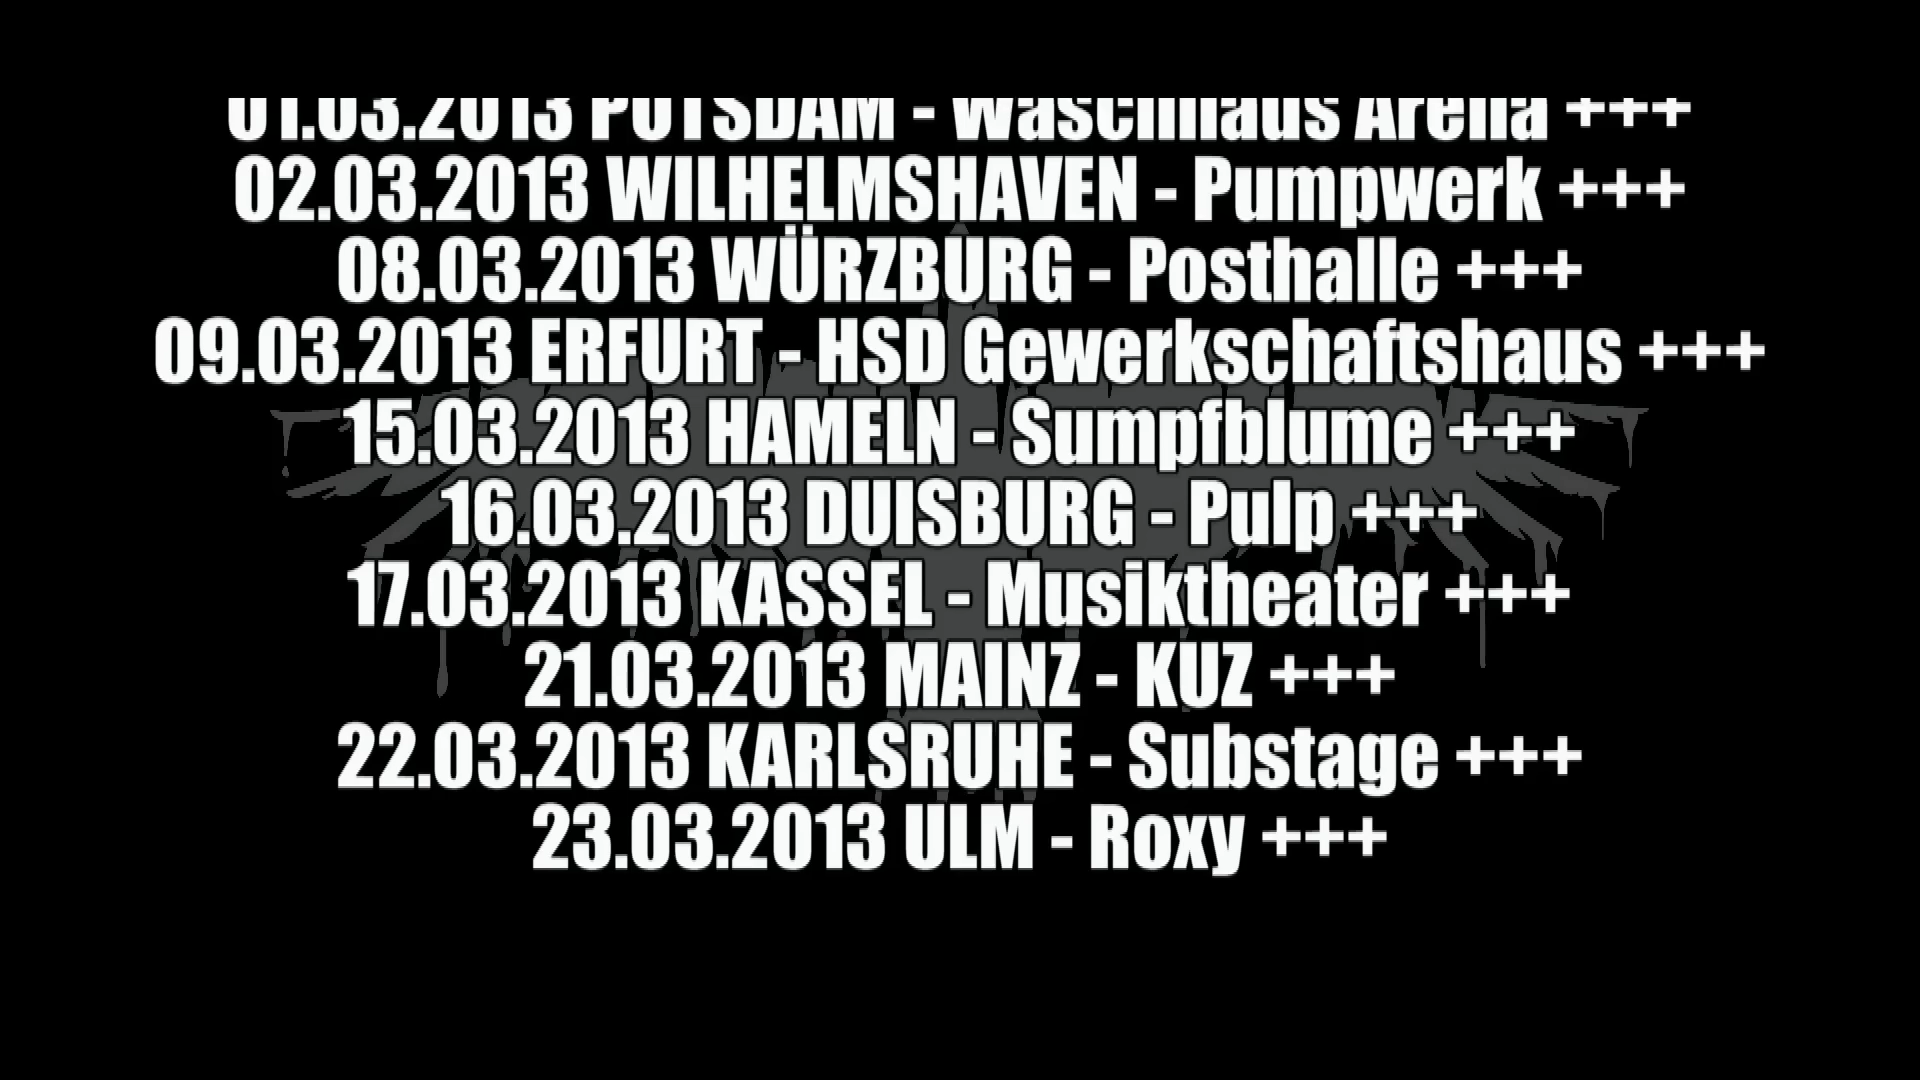 01.03.2013 POTSDAM - Waschhaus Arena +++
02.03.2013 WILHELMSHAVEN - Pumpwerk +++
08.03.2013 WÜRZBURG - Posthalle +++
09.03.2013 ERFURT - HSD Gewerkschaftshaus +++
15.03.2013 HAMELN - Sumpfblume +++
16.03.2013 DUISBURG - Pulp +++
17.03.2013 KASSEL - Musiktheater +++
21.03.2013 MAINZ - KUZ +++
22.03.2013 KARLSRUHE - Substage +++
23.03.2013 ULM - Roxy +++